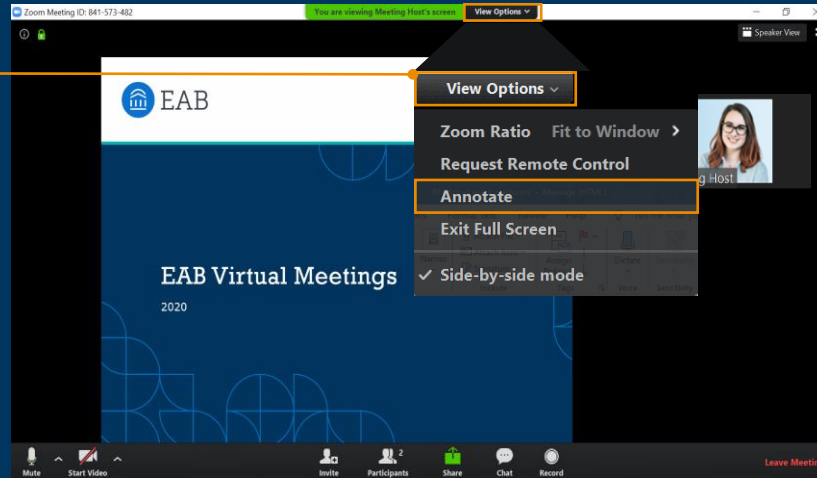 Zoom Meeting ID: 841-573-482
You are viewing Meeting Host's screen
View Options
Speaker View
EAB
View Options
Zoom Ratio Fit to Window
Request Remote Control
Annotate
Exit Full Screen
Side-by-side mode
g Host
EAB Virtual Meetings
2020
Mute
Start Video
Invite
2
Participants
Share
Chat
Record
Leave Meetin